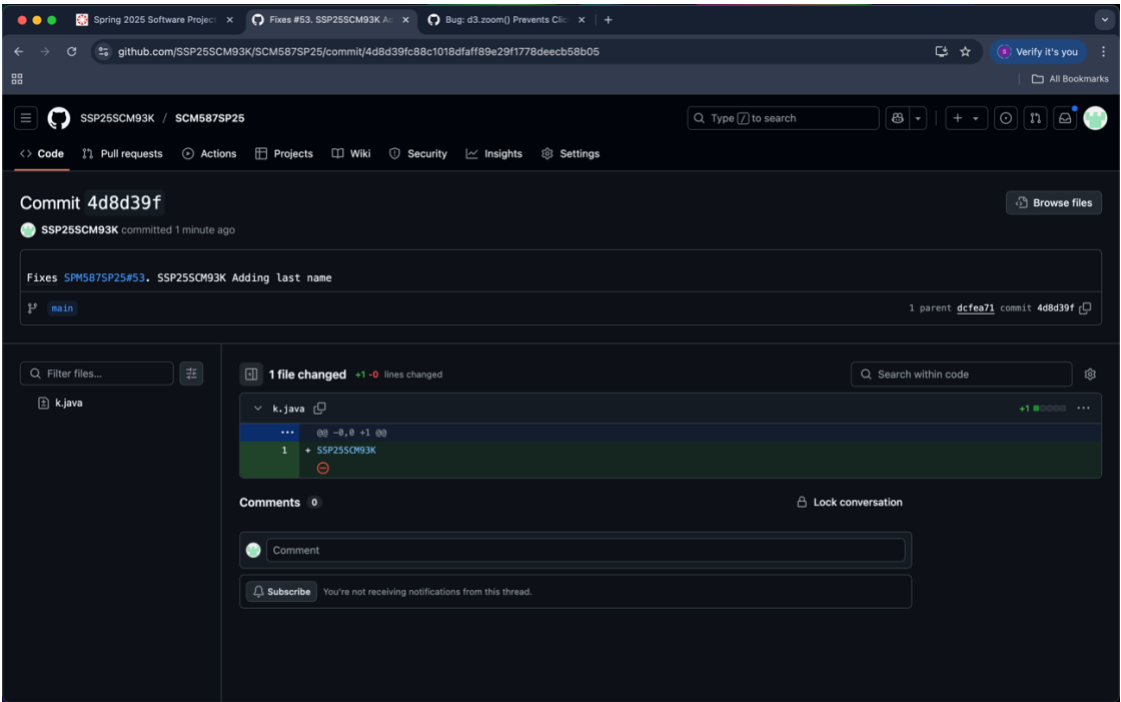 Spring 2025 Software Project
Fixes #53. SSP25SCM93K Ad
Bug: d3.zoom() Prevents Clic
github.com/SSP25SCM93K/SCM587SP25/commit/4d8d39fc88c1018dfaff89e29f1778deecb58b05
Verify it's you
All Bookmarks
SSP25SCM93K / SCM587SP25
Type / to search
<> Code
Pull requests
Actions
Projects
Wiki
Security
Insights
Settings
Commit 4d8d39f
Browse files
SSP25SCM93K committed 1 minute ago
Fixes SPM587SP25#53. SSP25SCM93K Adding last name
main
1 parent dcfea71 commit 4d8d39f
Filter files...
k.java
1 file changed +1 -0 lines changed
Search within code
k.java
+1
@@ -0,0 +1 @@
1 + SSP25SCM93K
Comments 0
Lock conversation
Comment
Subscribe You're not receiving notifications from this thread.